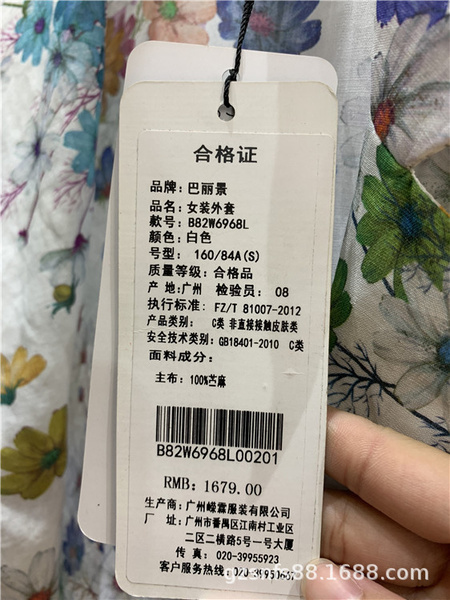 合格证
品牌：巴丽景
品名：女装外套
款号：B82W6968L
颜色：白色
号型： 160/84A(S)
质量等级：合格品
产 地：广州 检验员： 08
执行标准： FZ/T 81007-2012
产品类别： C类 非直接接触皮肤类
安全技术类别：GB18401-2010 C类
面料成分：
主布：100%苎麻
B82W6968L00201
RMB：1679.00
生产商：广州嵘霖服装有限公司
厂 址：广州市番禺区江南村工业区
二区二横路5号一号大厦
传 真：020-39955923
客户服务热线：020-39950667